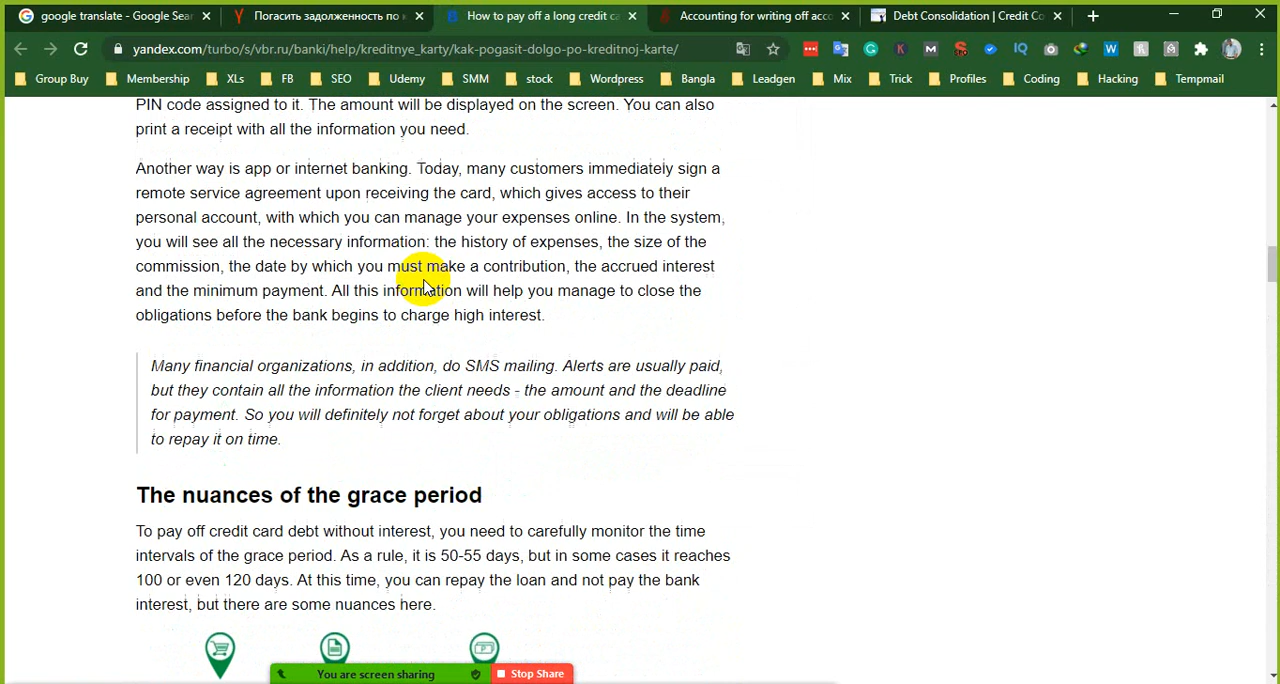 google translate - Google Sear
Погасить задолженность по к
How to pay off a long credit ca
Accounting for writing off acco
Debt Consolidation | Credit Co
yandex.com/turbo/s/vbr.ru/banki/help/kreditnye_karty/kak-pogasit-dolgo-po-kreditnoj-karte/
Group Buy
Membership
XLs
FB
SEO
Udemy
SMM
stock
Wordpress
Bangla
Leadgen
Mix
Trick
Profiles
Coding
Hacking
Tempmail
PIN code assigned to it. The amount will be displayed on the screen. You can also
print a receipt with all the information you need.
Another way is app or internet banking. Today, many customers immediately sign a
remote service agreement upon receiving the card, which gives access to their
personal account, with which you can manage your expenses online. In the system,
you will see all the necessary information: the history of expenses, the size of the
commission, the date by which you must make a contribution, the accrued interest
and the minimum payment. All this information will help you manage to close the
obligations before the bank begins to charge high interest.
Many financial organizations, in addition, do SMS mailing. Alerts are usually paid,
but they contain all the information the client needs - the amount and the deadline
for payment. So you will definitely not forget about your obligations and will be able
to repay it on time.
The nuances of the grace period
To pay off credit card debt without interest, you need to carefully monitor the time
intervals of the grace period. As a rule, it is 50-55 days, but in some cases it reaches
100 or even 120 days. At this time, you can repay the loan and not pay the bank
interest, but there are some nuances here.
You are screen sharing
Stop Share